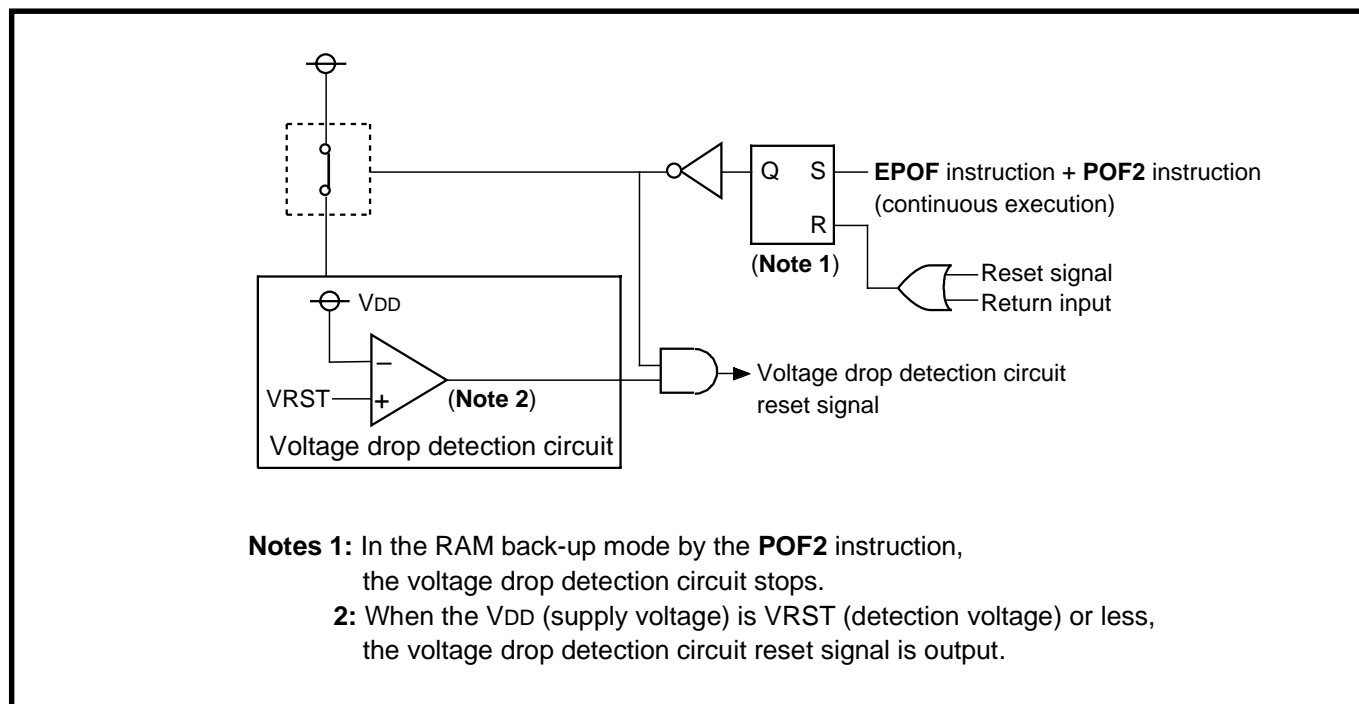 Q S
R
EPOF instruction + POF2 instruction
(continuous execution)
(Note 1)
Reset signal
Return input
VDD
−
VRST
+
(Note 2)
Voltage drop detection circuit
Voltage drop detection circuit
reset signal
Notes 1: In the RAM back-up mode by the POF2 instruction,
the voltage drop detection circuit stops.
2: When the VDD (supply voltage) is VRST (detection voltage) or less,
the voltage drop detection circuit reset signal is output.